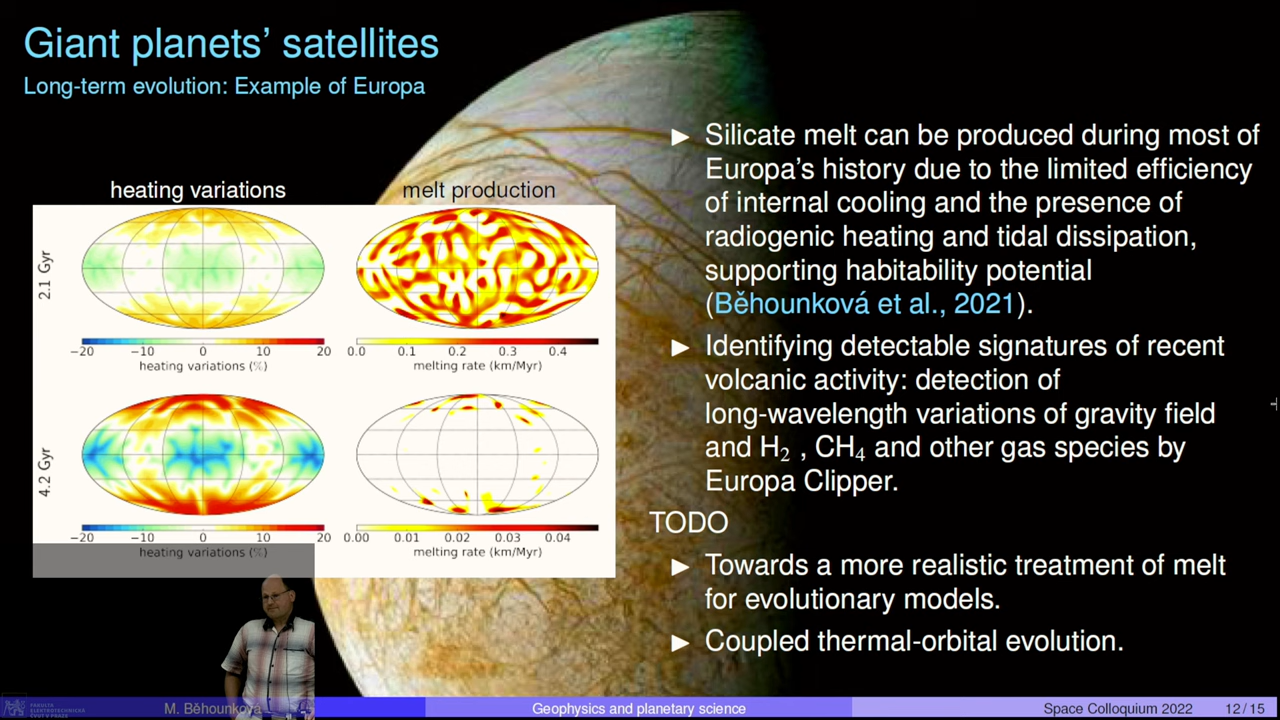 Giant planets' satellites
Long-term evolution: Example of Europa
heating variations
melt production
2.1 Gyr
−20 −10 0 10 20
heating variations (%)
0.0 0.1 0.2 0.3 0.4
melting rate (km/Myr)
4.2 Gyr
−20 −10 0 10 20
heating variations (%)
0.00 0.01 0.02 0.03 0.04
melting rate (km/Myr)
► Silicate melt can be produced during most of
Europa's history due to the limited efficiency
of internal cooling and the presence of
radiogenic heating and tidal dissipation,
supporting habitability potential
(Běhounková et al., 2021).
► Identifying detectable signatures of recent
volcanic activity: detection of
long-wavelength variations of gravity field
and H₂ , CH₄ and other gas species by
Europa Clipper.
TODO
► Towards a more realistic treatment of melt
for evolutionary models.
► Coupled thermal-orbital evolution.
FAKULTA
ELEKTROTECHNICKÁ
ČVUT V PRAZE
M. Běhounková
Geophysics and planetary science
Space Colloquium 2022
12 / 15